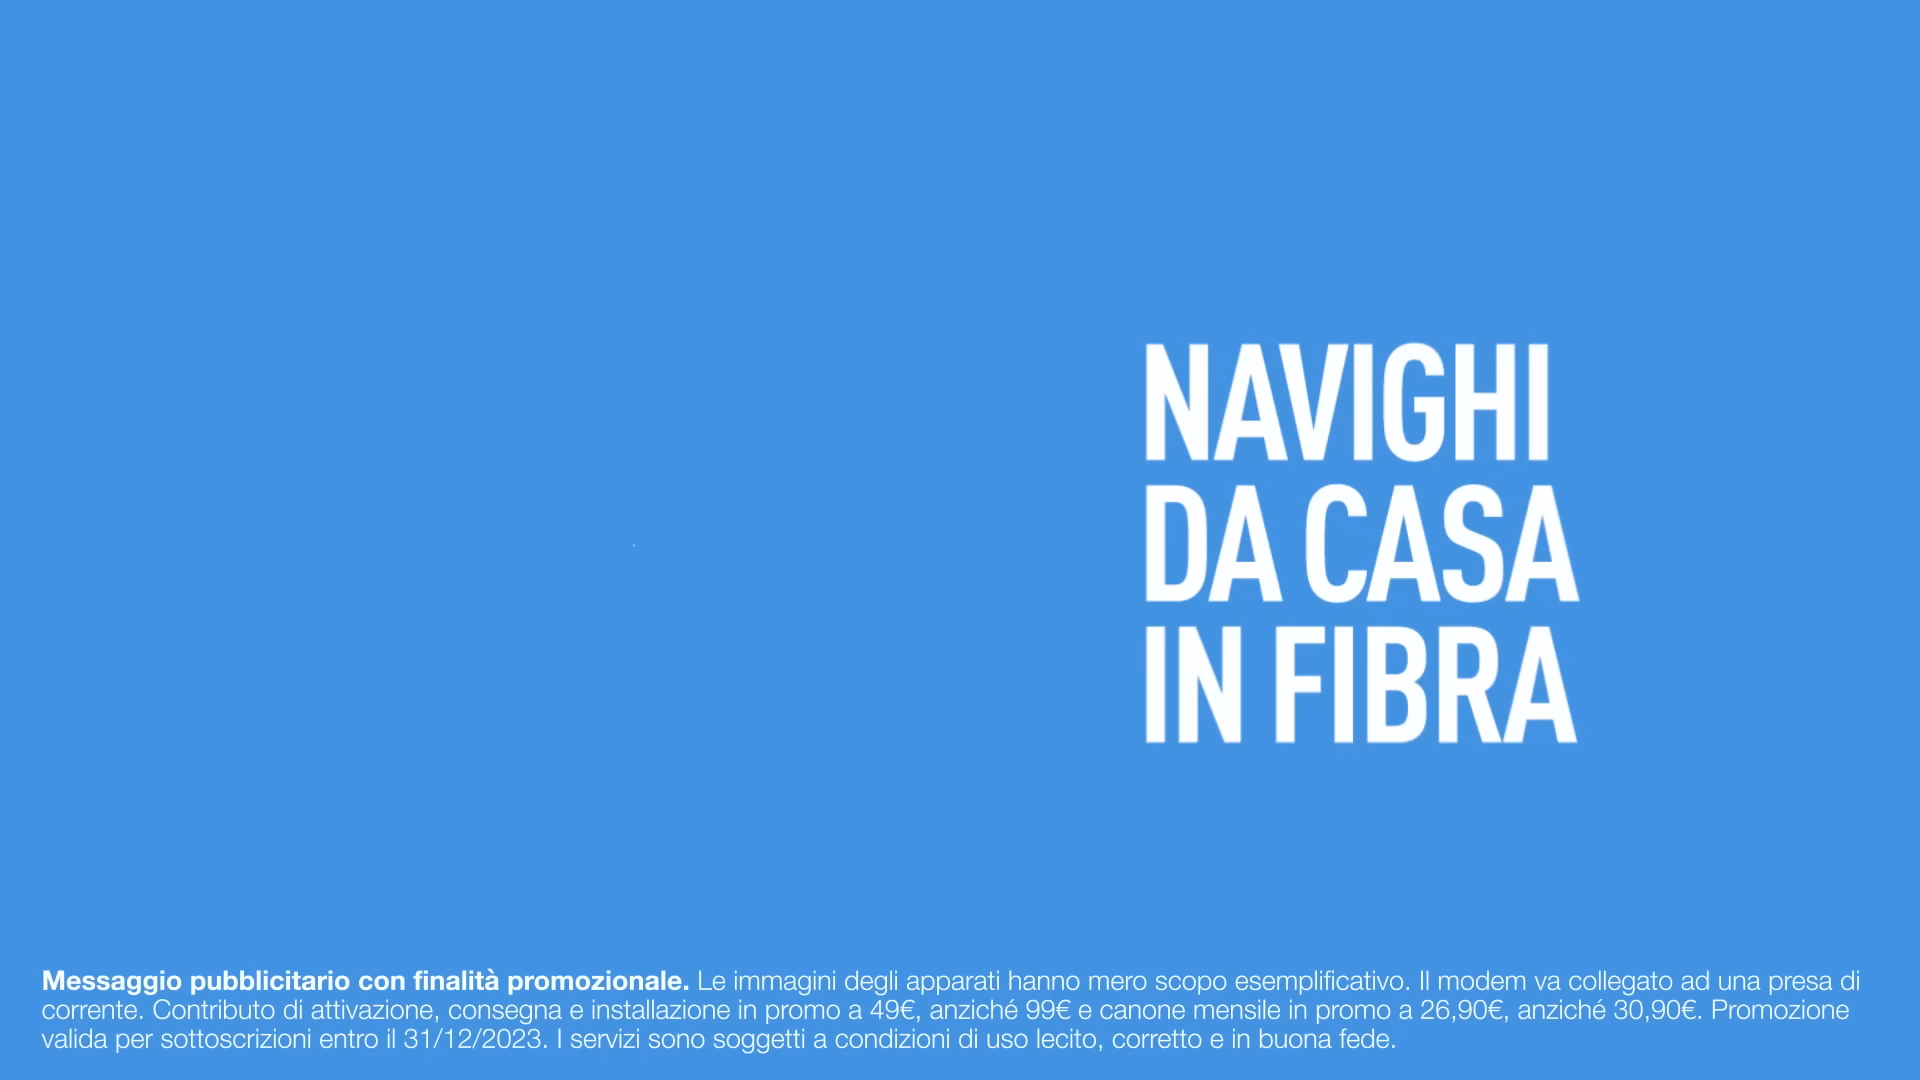 NAVIGHI
DA CASA
IN FIBRA
Messaggio pubblicitario con finalità promozionale. Le immagini degli apparati hanno mero scopo esemplificativo. Il modem va collegato ad una presa di
corrente. Contributo di attivazione, consegna e installazione in promo a 49€, anziché 99€ e canone mensile in promo a 26,90€, anziché 30,90€. Promozione
valida per sottoscrizioni entro il 31/12/2023. I servizi sono soggetti a condizioni di uso lecito, corretto e in buona fede.